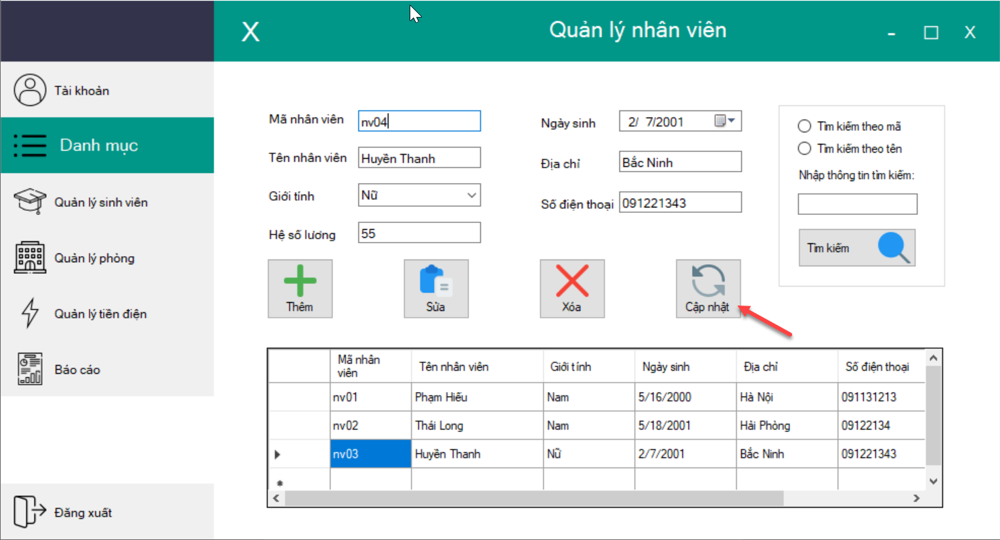 X
Quản lý nhân viên
- □ X
Tài khoản
Danh mục
Quản lý sinh viên
Quản lý phòng
Quản lý tiền điện
Báo cáo
Đăng xuất
Mã nhân viên nv04
Tên nhân viên Huyền Thanh
Giới tính Nữ
Hệ số lương 55
Ngày sinh 2/ 7/2001
Địa chỉ Bắc Ninh
Số điện thoại 091221343
Tìm kiếm theo mã
Tìm kiếm theo tên
Nhập thông tin tìm kiếm:
Tìm kiếm
Thêm Sửa Xóa Cập nhật
Mã nhân
viên
Tên nhân viên Giới tính Ngày sinh Địa chỉ Số điện thoại
nv01 Phạm Hiếu Nam 5/16/2000 Hà Nội 091131213
nv02 Thái Long Nam 5/18/2001 Hải Phòng 09122134
nv03 Huyền Thanh Nữ 2/7/2001 Bắc Ninh 091221343